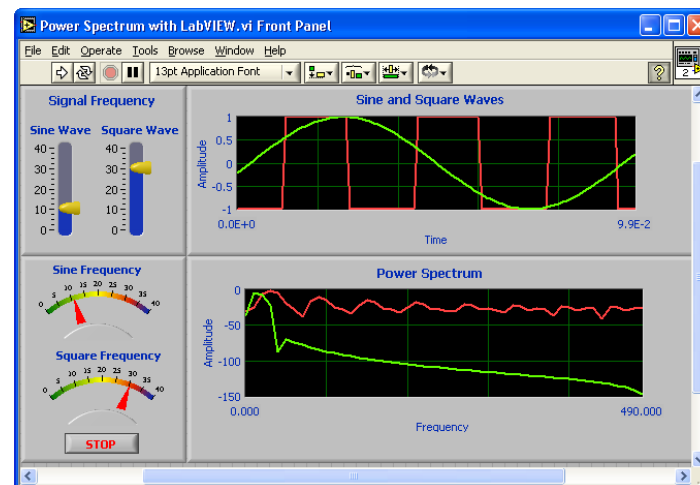 Power Spectrum with LabVIEW.vi Front Panel
File Edit Operate Tools Browse Window Help
13pt Application Font
?
2
Signal Frequency
Sine Wave Square Wave
40 40
30 30
20 20
10 10
0 0
Sine and Square Waves
Amplitude
1
0.5
0
-0.5
-1
0.0E+0 9.9E-2
Time
Sine Frequency
0 5 10 15 20 25 30 35 40
Square Frequency
0 5 10 15 20 25 30 35 40
STOP
Power Spectrum
Amplitude
0
-50
-100
-150
0.000 490.000
Frequency